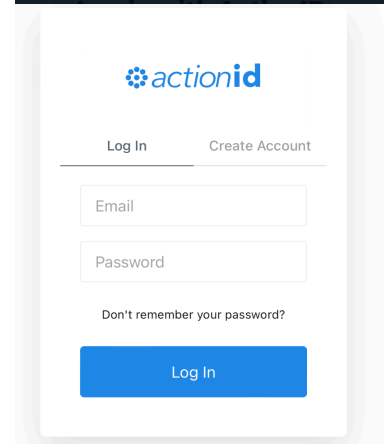 actionid
Log In
Create Account
Email
Password
Don't remember your password?
Log In